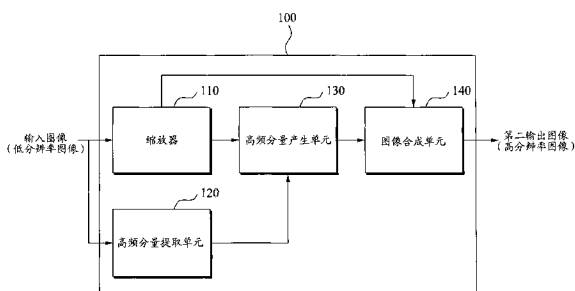 100
110
130
140
输入图像
(低分辨率图像)
缩放器
高频分量产生单元
图像合成单元
第二输出图像
(高分辨率图像)
120
高频分量提取单元